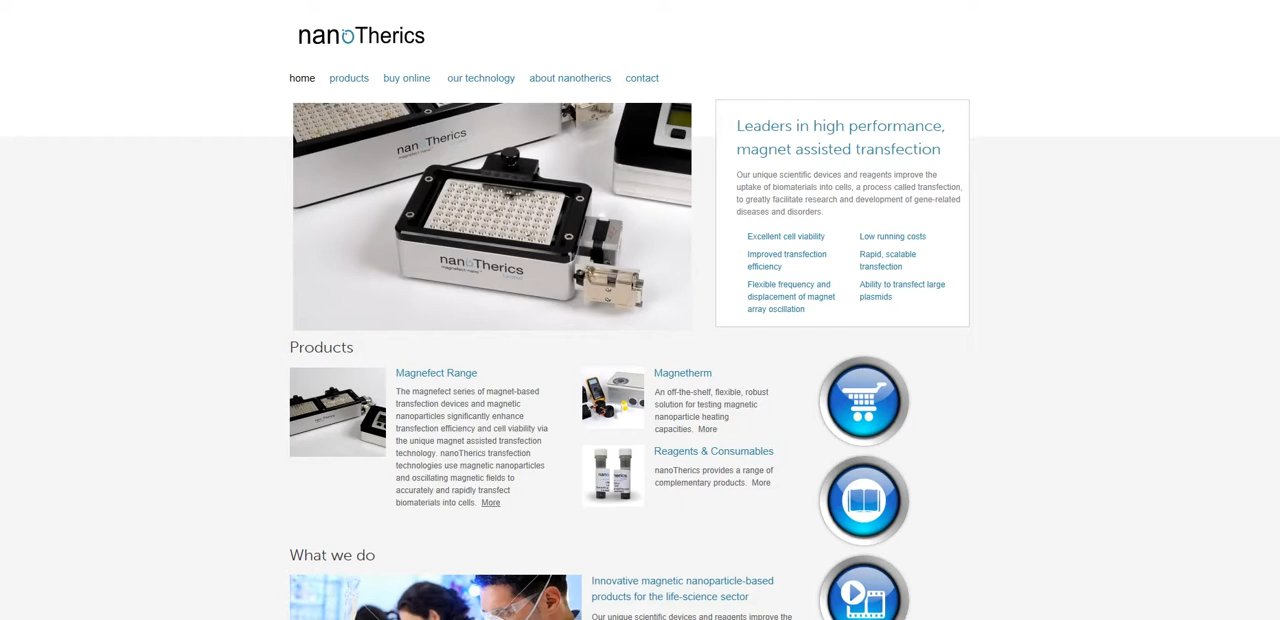 nanoTherics
home products buy online our technology about nanotherics contact
nanoTherics
nanoTherics
Leaders in high performance,
magnet assisted transfection
Our unique scientific devices and reagents improve the
uptake of biomaterials into cells, a process called transfection,
to greatly facilitate research and development of gene-related
diseases and disorders.
Excellent cell viability
Improved transfection
efficiency
Flexible frequency and
displacement of magnet
array oscillation
Low running costs
Rapid, scalable
transfection
Ability to transfect large
plasmids
Products
Magnefect Range
The magnefect series of magnet-based
transfection devices and magnetic
nanoparticles significantly enhance
transfection efficiency and cell viability via
the unique magnet assisted transfection
technology. nanoTherics transfection
technologies use magnetic nanoparticles
and oscillating magnetic fields to
accurately and rapidly transfect
biomaterials into cells. More
Magnetherm
An off-the-shelf, flexible, robust
solution for testing magnetic
nanoparticle heating
capacities. More
Reagents & Consumables
nanoTherics provides a range of
complementary products. More
What we do
Innovative magnetic nanoparticle-based
products for the life-science sector
Our unique scientific devices and reagents improve the